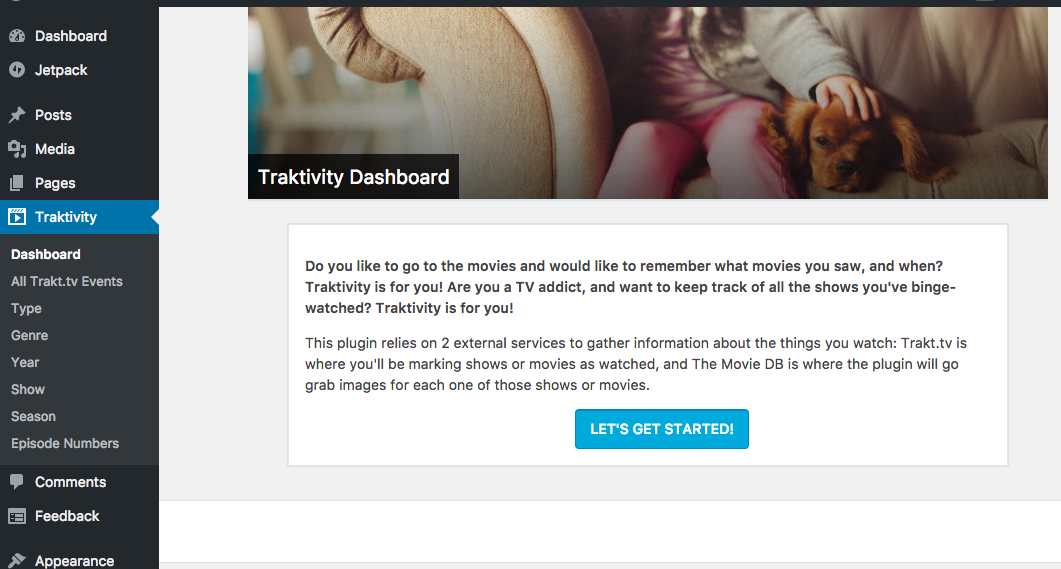 Dashboard
Jetpack
Posts
Media
Pages
Traktivity
Dashboard
All Trakt.tv Events
Type
Genre
Year
Show
Season
Episode Numbers
Comments
Feedback
Appearance
Traktivity Dashboard
Do you like to go to the movies and would like to remember what movies you saw, and when?
Traktivity is for you! Are you a TV addict, and want to keep track of all the shows you've binge-
watched? Traktivity is for you!
This plugin relies on 2 external services to gather information about the things you watch: Trakt.tv is
where you'll be marking shows or movies as watched, and The Movie DB is where the plugin will go
grab images for each one of those shows or movies.
LET'S GET STARTED!